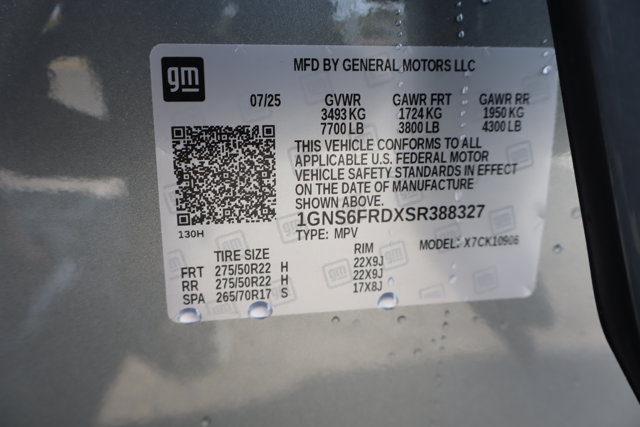 gm
MFD BY GENERAL MOTORS LLC
07/25 GVWR GAWR FRT GAWR RR
3493 KG 1724 KG 1950 KG
7700 LB 3800 LB 4300 LB
THIS VEHICLE CONFORMS TO ALL
APPLICABLE U.S. FEDERAL MOTOR
VEHICLE SAFETY STANDARDS IN EFFECT
ON THE DATE OF MANUFACTURE
SHOWN ABOVE.
1GNS6FRDXSR388327
130H
TYPE: MPV
MODEL: X7CK10906
TIRE SIZE RIM
FRT 275/50R22 H 22X9J
RR 275/50R22 H 22X9J
SPA 265/70R17 S 17X8J